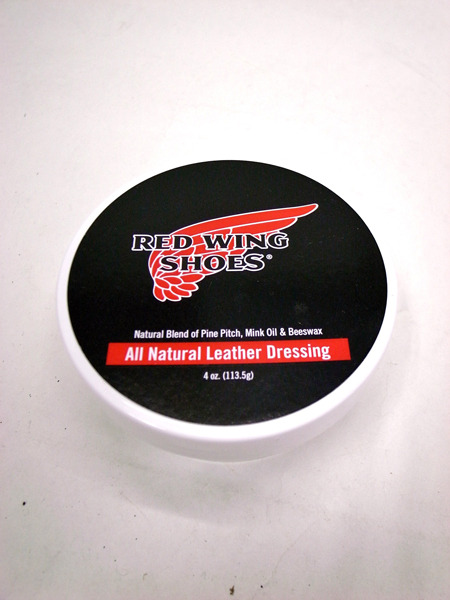 RED WING
SHOES®
Natural Blend of Pine Pitch, Mink Oil & Beeswax
All Natural Leather Dressing
4 oz. (113.5g)